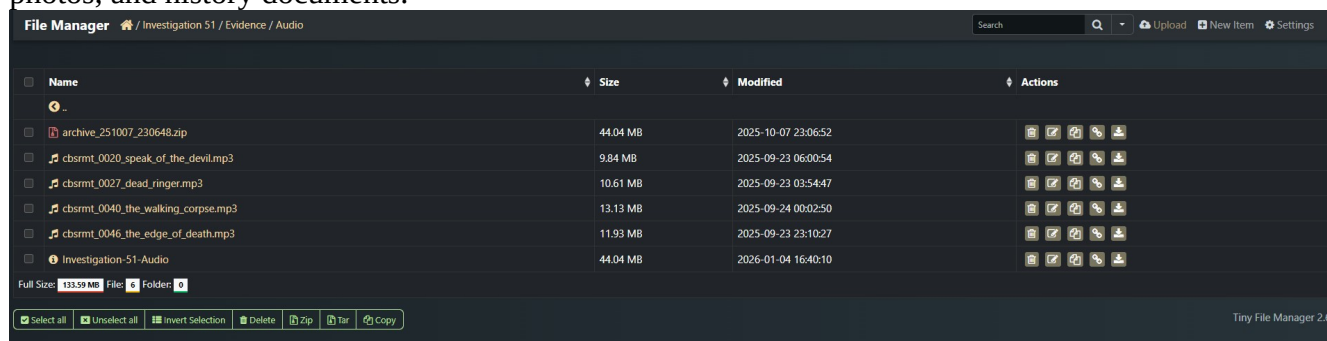 photos, and history documents.
File Manager / Investigation 51 / Evidence / Audio Search Upload New Item Settings
Name Size Modified Actions
..
archive_251007_230648.zip 44.04 MB 2025-10-07 23:06:52
cbsrmt_0020_speak_of_the_devil.mp3 9.84 MB 2025-09-23 06:00:54
cbsrmt_0027_dead_ringer.mp3 10.61 MB 2025-09-23 03:54:47
cbsrmt_0040_the_walking_corpse.mp3 13.13 MB 2025-09-24 00:02:50
cbsrmt_0046_the_edge_of_death.mp3 11.93 MB 2025-09-23 23:10:27
Investigation-51-Audio 44.04 MB 2026-01-04 16:40:10
Full Size: 133.59 MB File: 6 Folder: 0
Select all Unselect all Invert Selection Delete Zip Tar Copy Tiny File Manager 2.